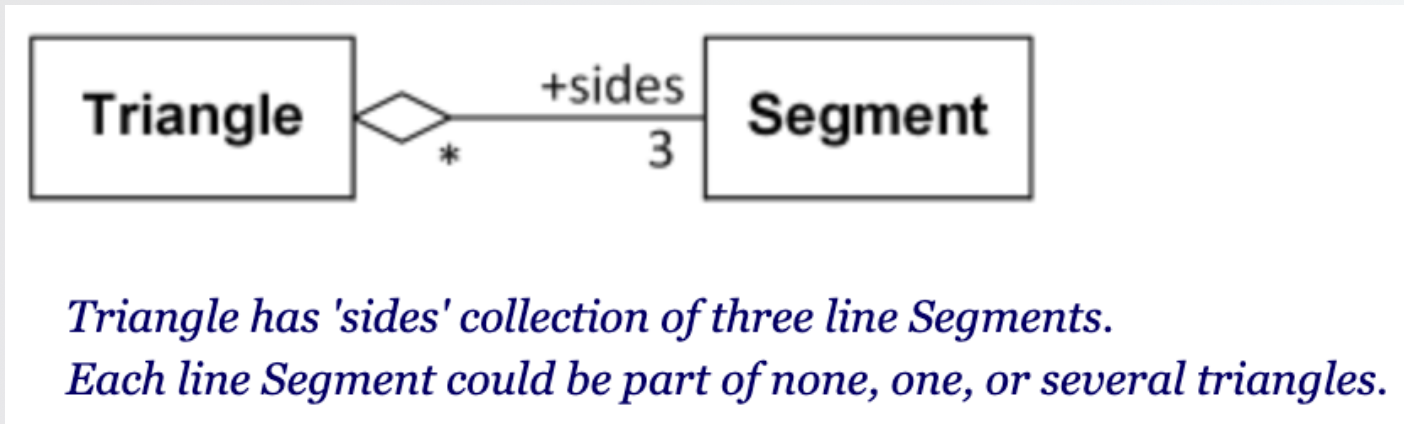 Triangle
+sides
Segment
*
3
Triangle has 'sides' collection of three line Segments.
Each line Segment could be part of none, one, or several triangles.